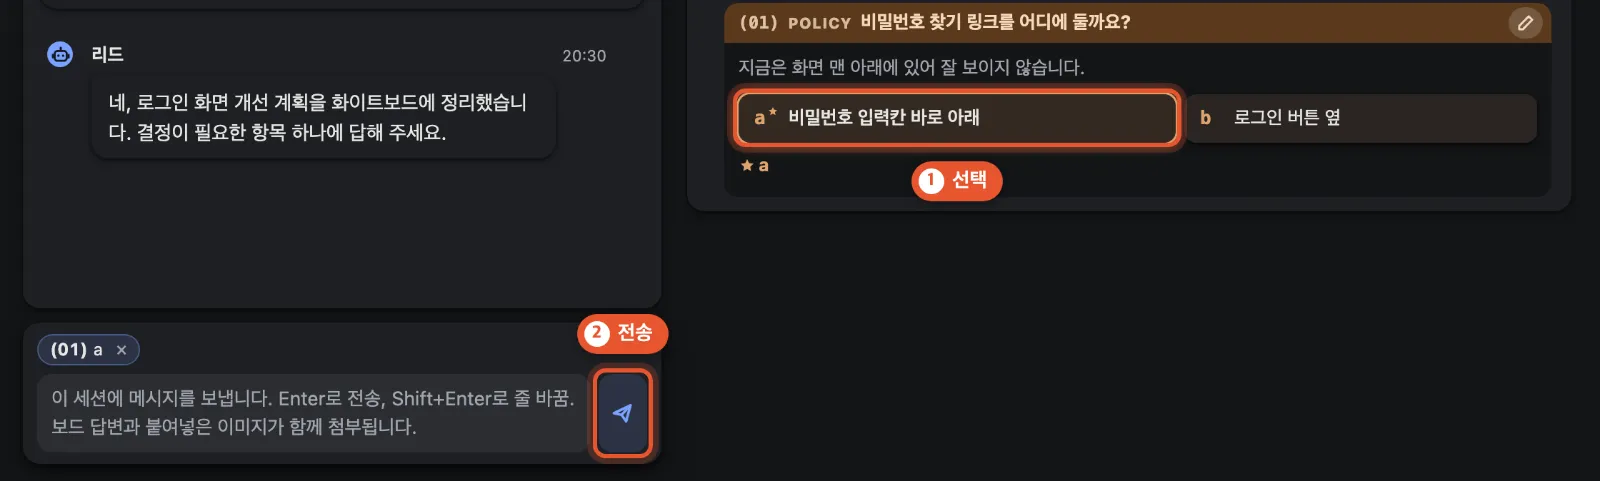 리드
20:30
네, 로그인 화면 개선 계획을 화이트보드에 정리했습니
다. 결정이 필요한 항목 하나에 답해 주세요.
(01) a ×
2 전송
이 세션에 메시지를 보냅니다. Enter로 전송, Shift+Enter로 줄 바꿈.
보드 답변과 붙여넣은 이미지가 함께 첨부됩니다.
(01) POLICY 비밀번호 찾기 링크를 어디에 둘까요?
지금은 화면 맨 아래에 있어 잘 보이지 않습니다.
a★ 비밀번호 입력칸 바로 아래
b 로그인 버튼 옆
★ a
1 선택